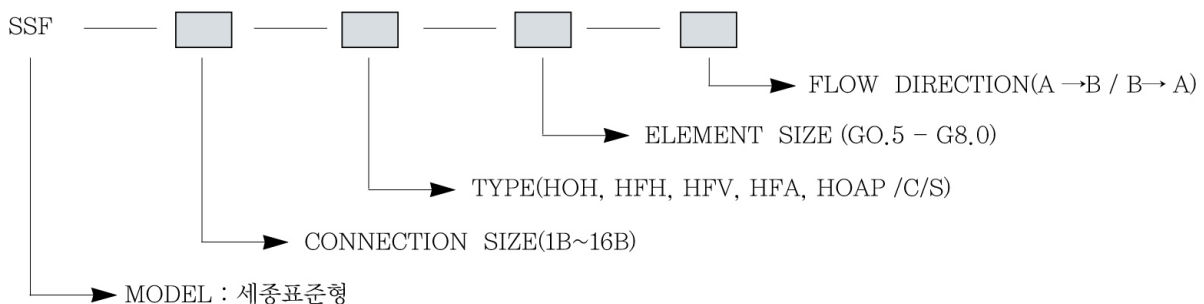 SSF
FLOW DIRECTION(A →B / B→ A)
ELEMENT SIZE (GO.5 - G8.0)
TYPE(HOH, HFH, HFV, HFA, HOAP /C/S)
CONNECTION SIZE(1B~16B)
MODEL : 세종표준형